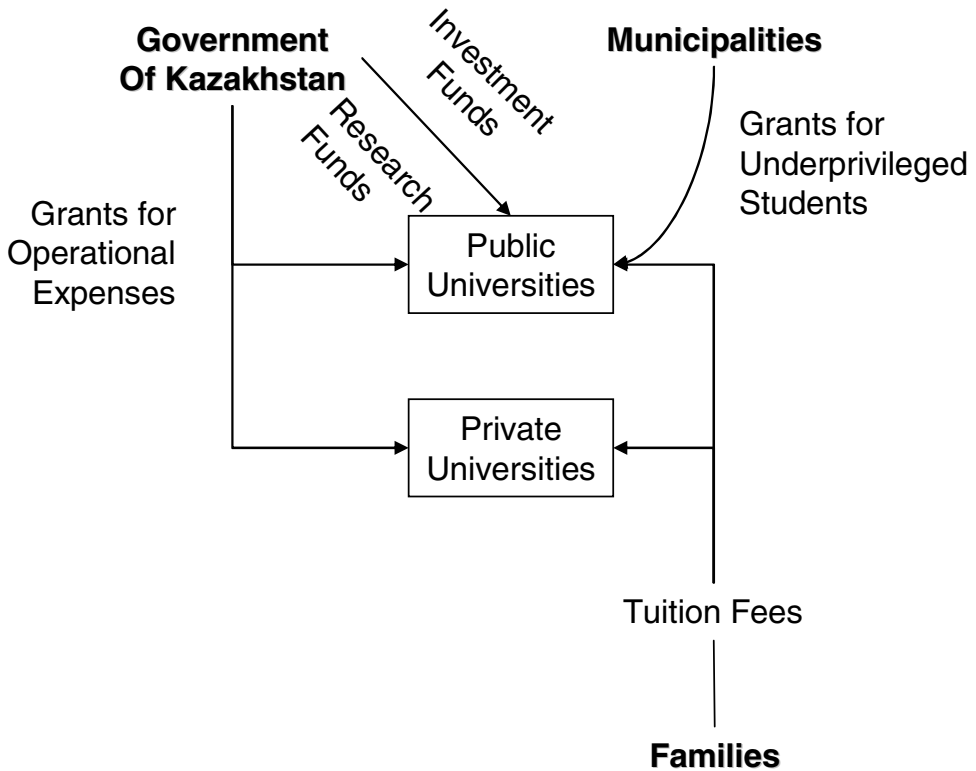 Government
Of Kazakhstan
Investment
Funds
Research
Funds
Municipalities
Grants for
Underprivileged
Students
Grants for
Operational
Expenses
Public
Universities
Private
Universities
Tuition Fees
Families